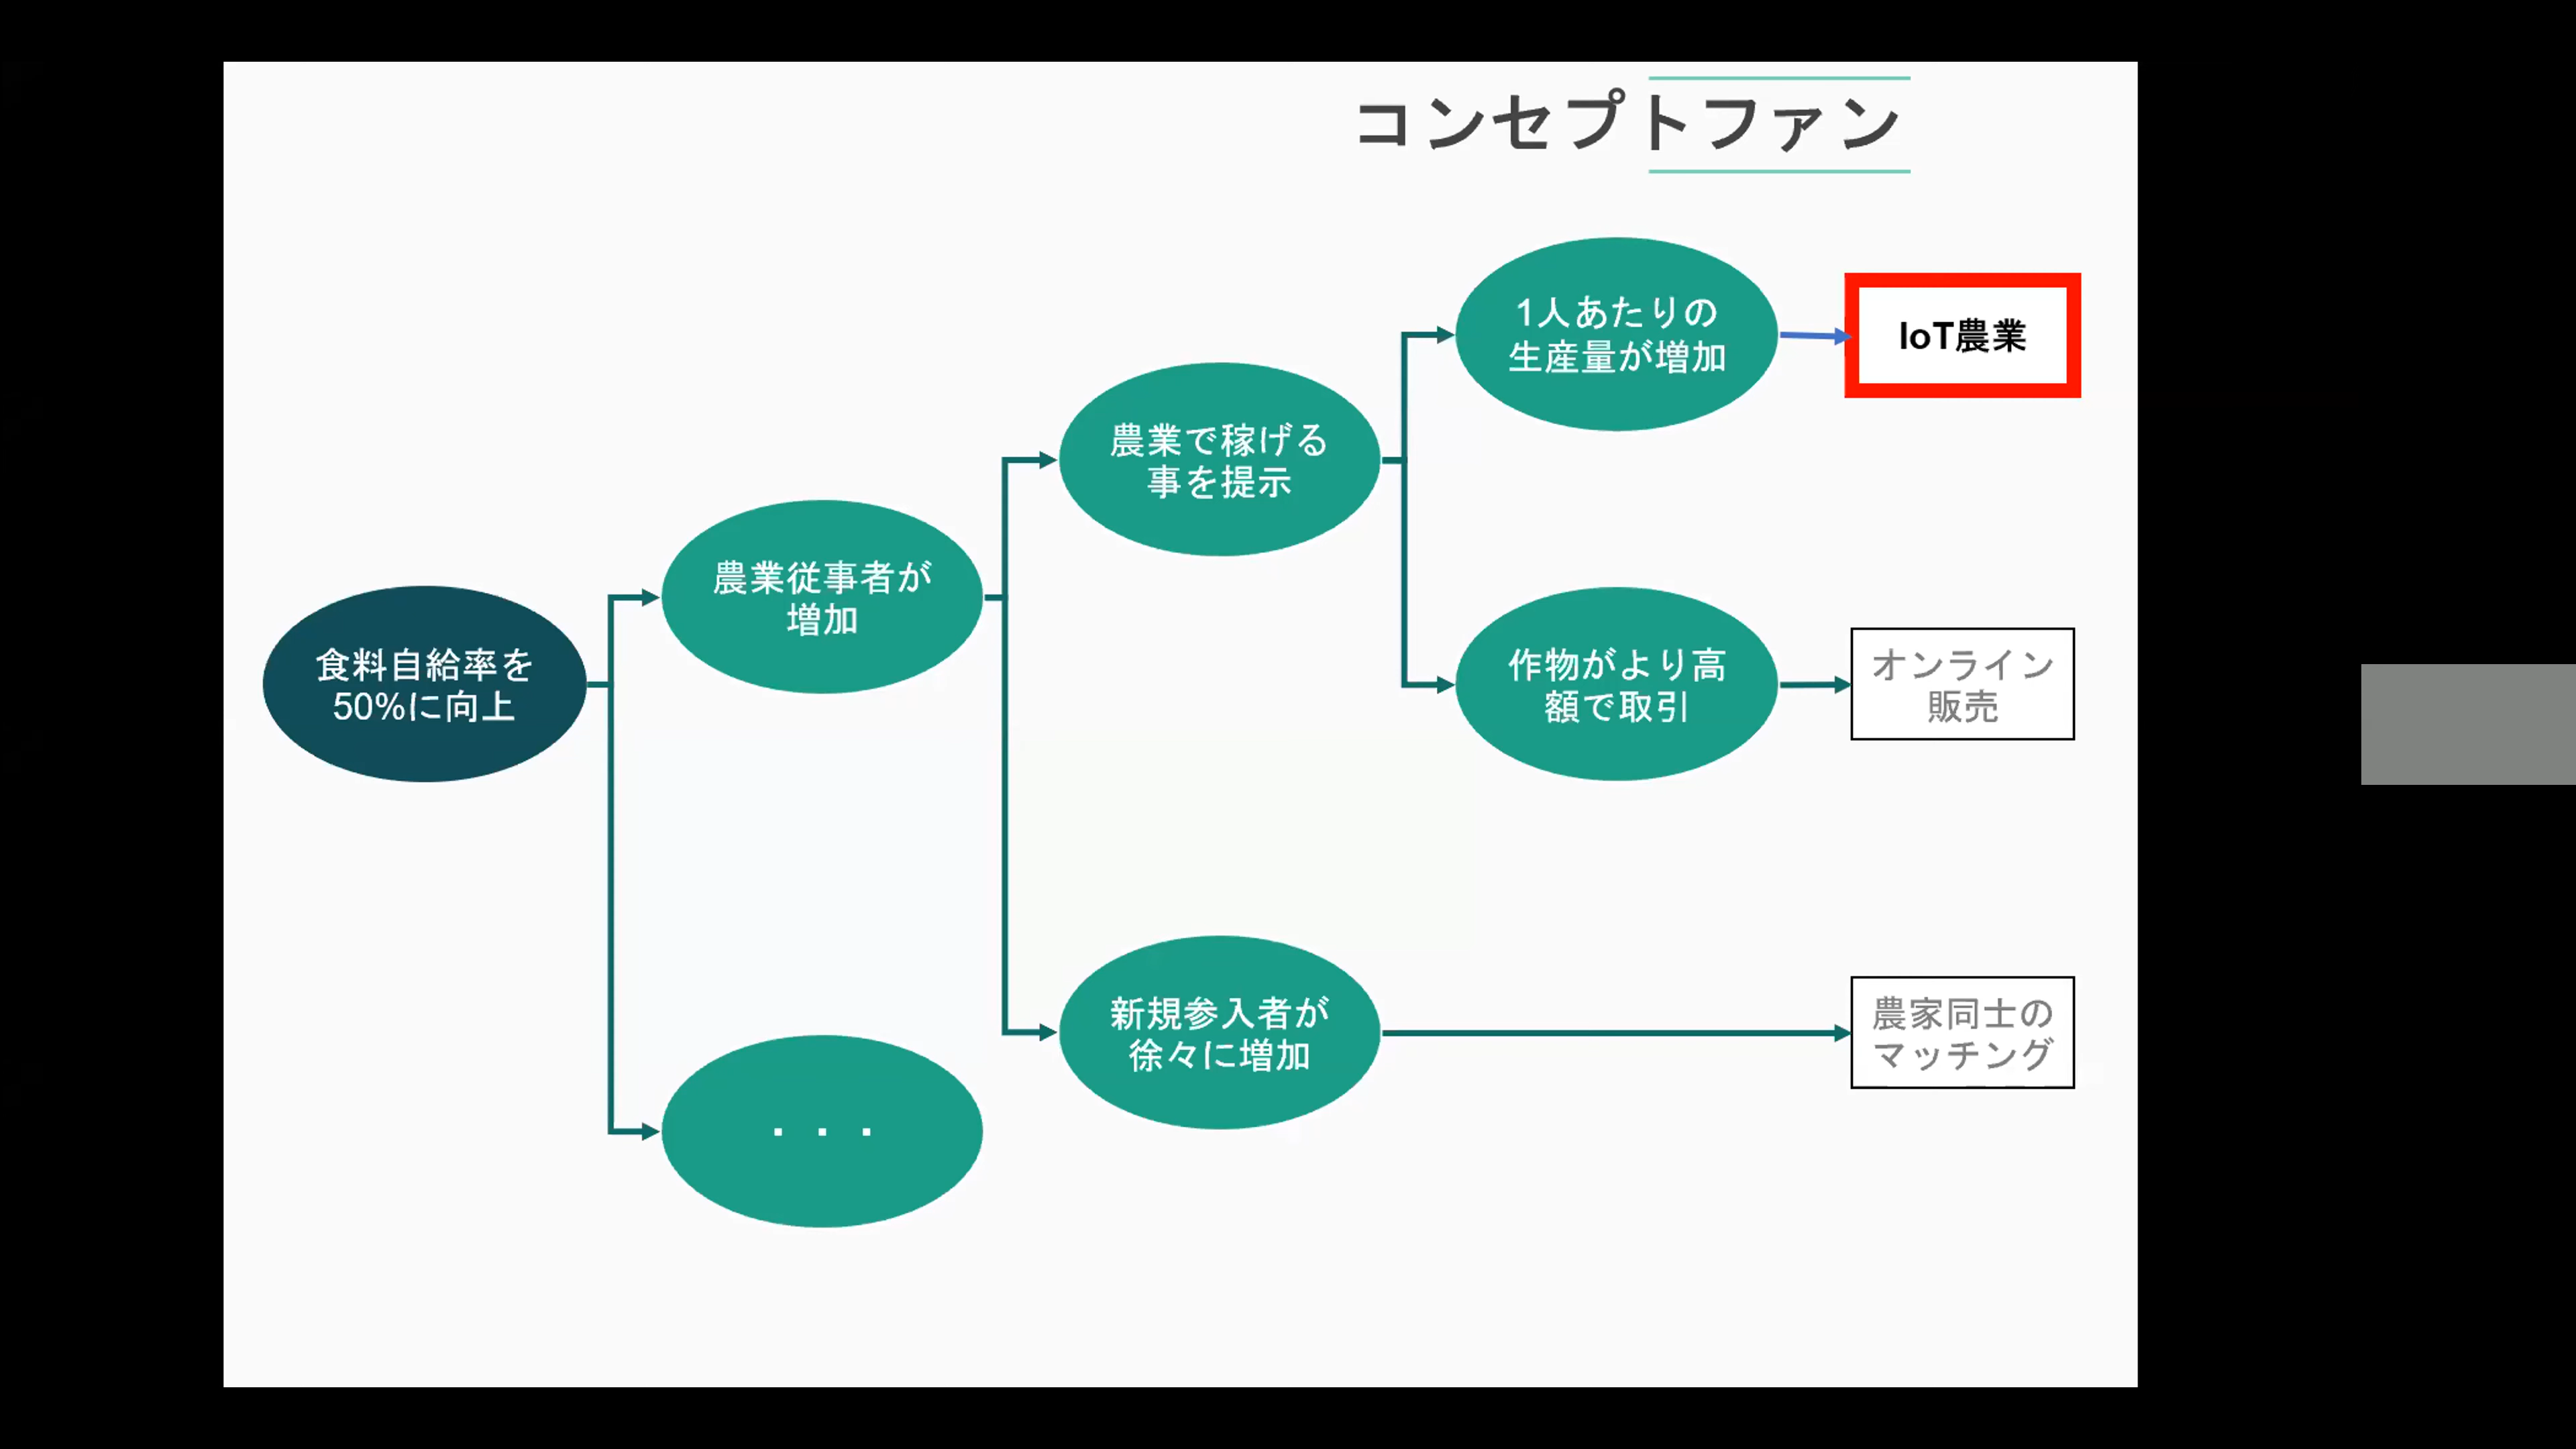 コンセプトファン
1人あたりの
生産量が増加
IoT農業
農業で稼げる
事を提示
農業従事者が
増加
食料自給率を
50%に向上
作物がより高
額で取引
オンライン
販売
新規参入者が
徐々に増加
農家同士の
マッチング
・・・